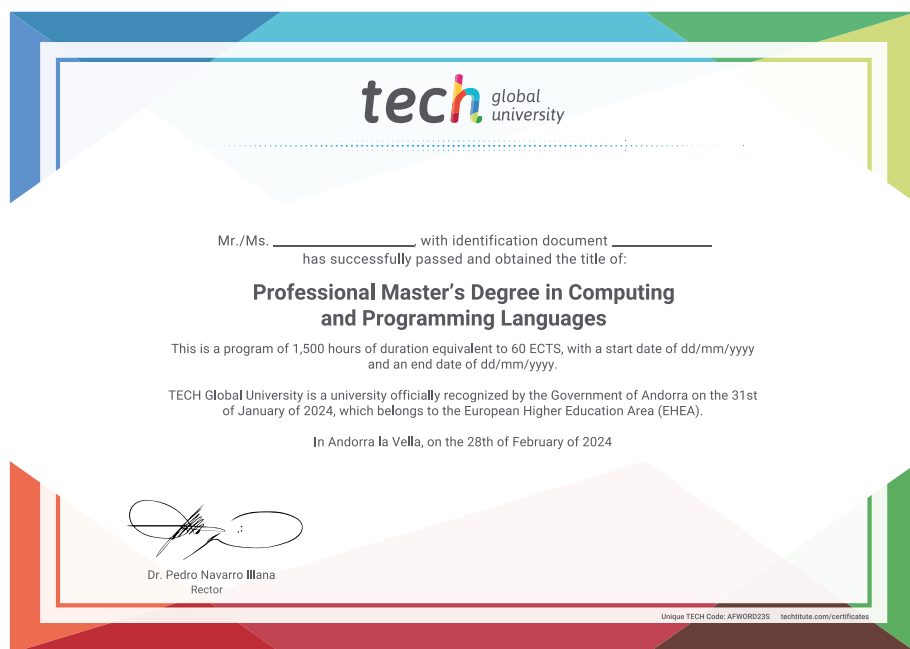 tech global university
Mr./Ms. ____________, with identification document ____________
has successfully passed and obtained the title of:
Professional Master's Degree in Computing
and Programming Languages
This is a program of 1,500 hours of duration equivalent to 60 ECTS, with a start date of dd/mm/yyyy
and an end date of dd/mm/yyyy.
TECH Global University is a university officially recognized by the Government of Andorra on the 31st
of January of 2024, which belongs to the European Higher Education Area (EHEA).
In Andorra la Vella, on the 28th of February of 2024
Dr. Pedro Navarro Illana
Rector
Unique TECH Code: AFWORD23S techtitute.com/certificates